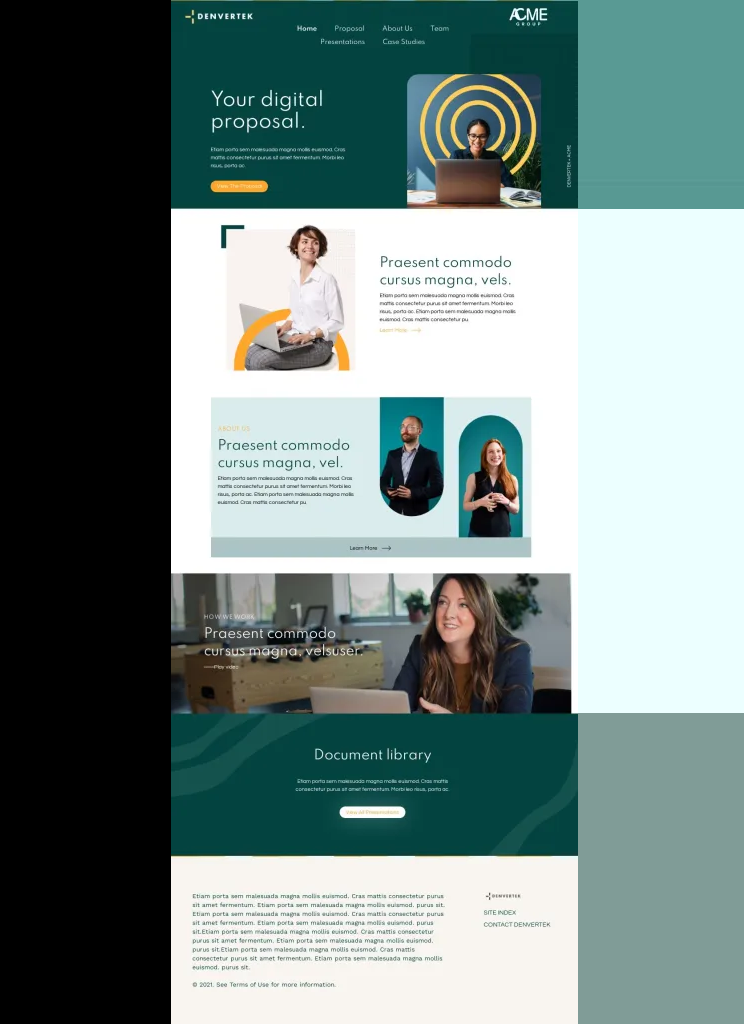 DENVERTEK
ACME
GROUP
Home Proposal About Us Team
Presentations Case Studies
Your digital
proposal.
Etiam porta sem malesuada magna mollis euismod. Cras
mattis consectetur purus sit amet fermentum. Morbi leo
risus, porta ac.
View The Proposal
DENVERTEK + ACME
Praesent commodo
cursus magna, vels.
Etiam porta sem malesuada magna mollis euismod. Cras
mattis consectetur purus sit amet fermentum. Morbi leo
risus, porta ac. Etiam porta sem malesuada magna mollis
euismod. Cras mattis consectetur pu
Learn More
ABOUT US
Praesent commodo
cursus magna, vel.
Etiam porta sem malesuada magna mollis euismod. Cras
mattis consectetur purus sit amet fermentum. Morbi leo
risus, porta ac. Etiam porta sem malesuada magna mollis
euismod. Cras mattis consectetur pu
Learn More
HOW WE WORK
Praesent commodo
cursus magna, velsuser.
Play video
Document library
Etiam porta sem malesuada magna mollis euismod. Cras mattis
consectetur purus sit amet fermentum. Morbi leo risus, porta ac
View All Presentations
Etiam porta sem malesuada magna mollis euismod. Cras mattis consectetur purus
sit amet fermentum. Etiam porta sem malesuada magna mollis euismod. purus sit.
Etiam porta sem malesuada magna mollis euismod. Cras mattis consectetur purus
sit amet fermentum. Etiam porta sem malesuada magna mollis euismod. purus
sit.Etiam porta sem malesuada magna mollis euismod. Cras mattis consectetur
purus sit amet fermentum. Etiam porta sem malesuada magna mollis euismod.
purus sit.Etiam porta sem malesuada magna mollis euismod. Cras mattis
consectetur purus sit amet fermentum. Etiam porta sem malesuada magna mollis
euismod. purus sit.
© 2021. See Terms of Use for more information.
DENVERTEK
SITE INDEX
CONTACT DENVERTEK